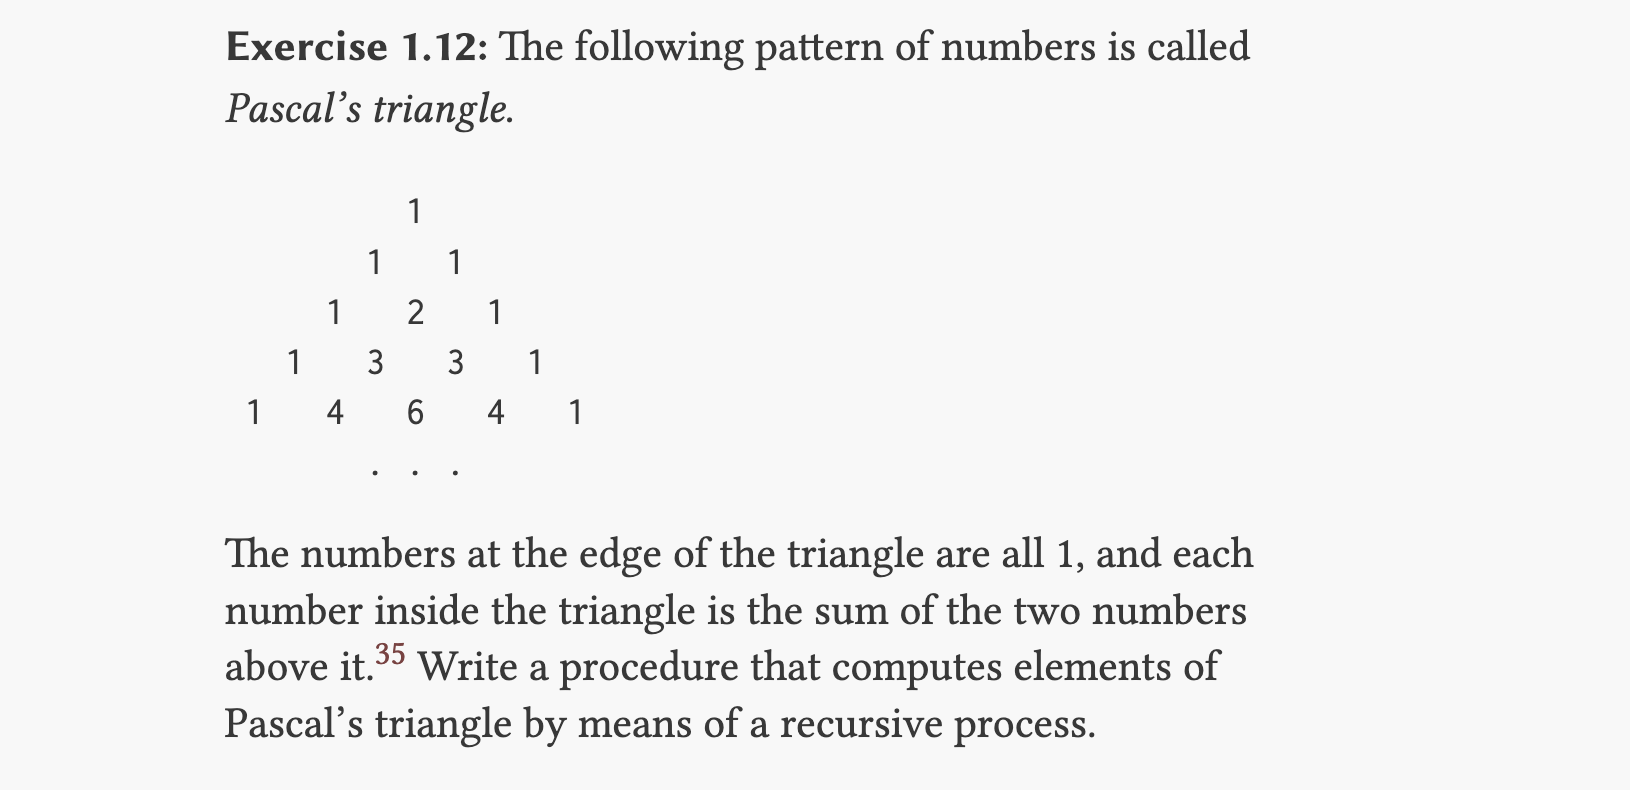 Exercise 1.12: The following pattern of numbers is called
Pascal’s triangle.
1
1 1
1 2 1
1 3 3 1
1 4 6 4 1
. . .
The numbers at the edge of the triangle are all 1, and each
number inside the triangle is the sum of the two numbers
above it.35 Write a procedure that computes elements of
Pascal’s triangle by means of a recursive process.